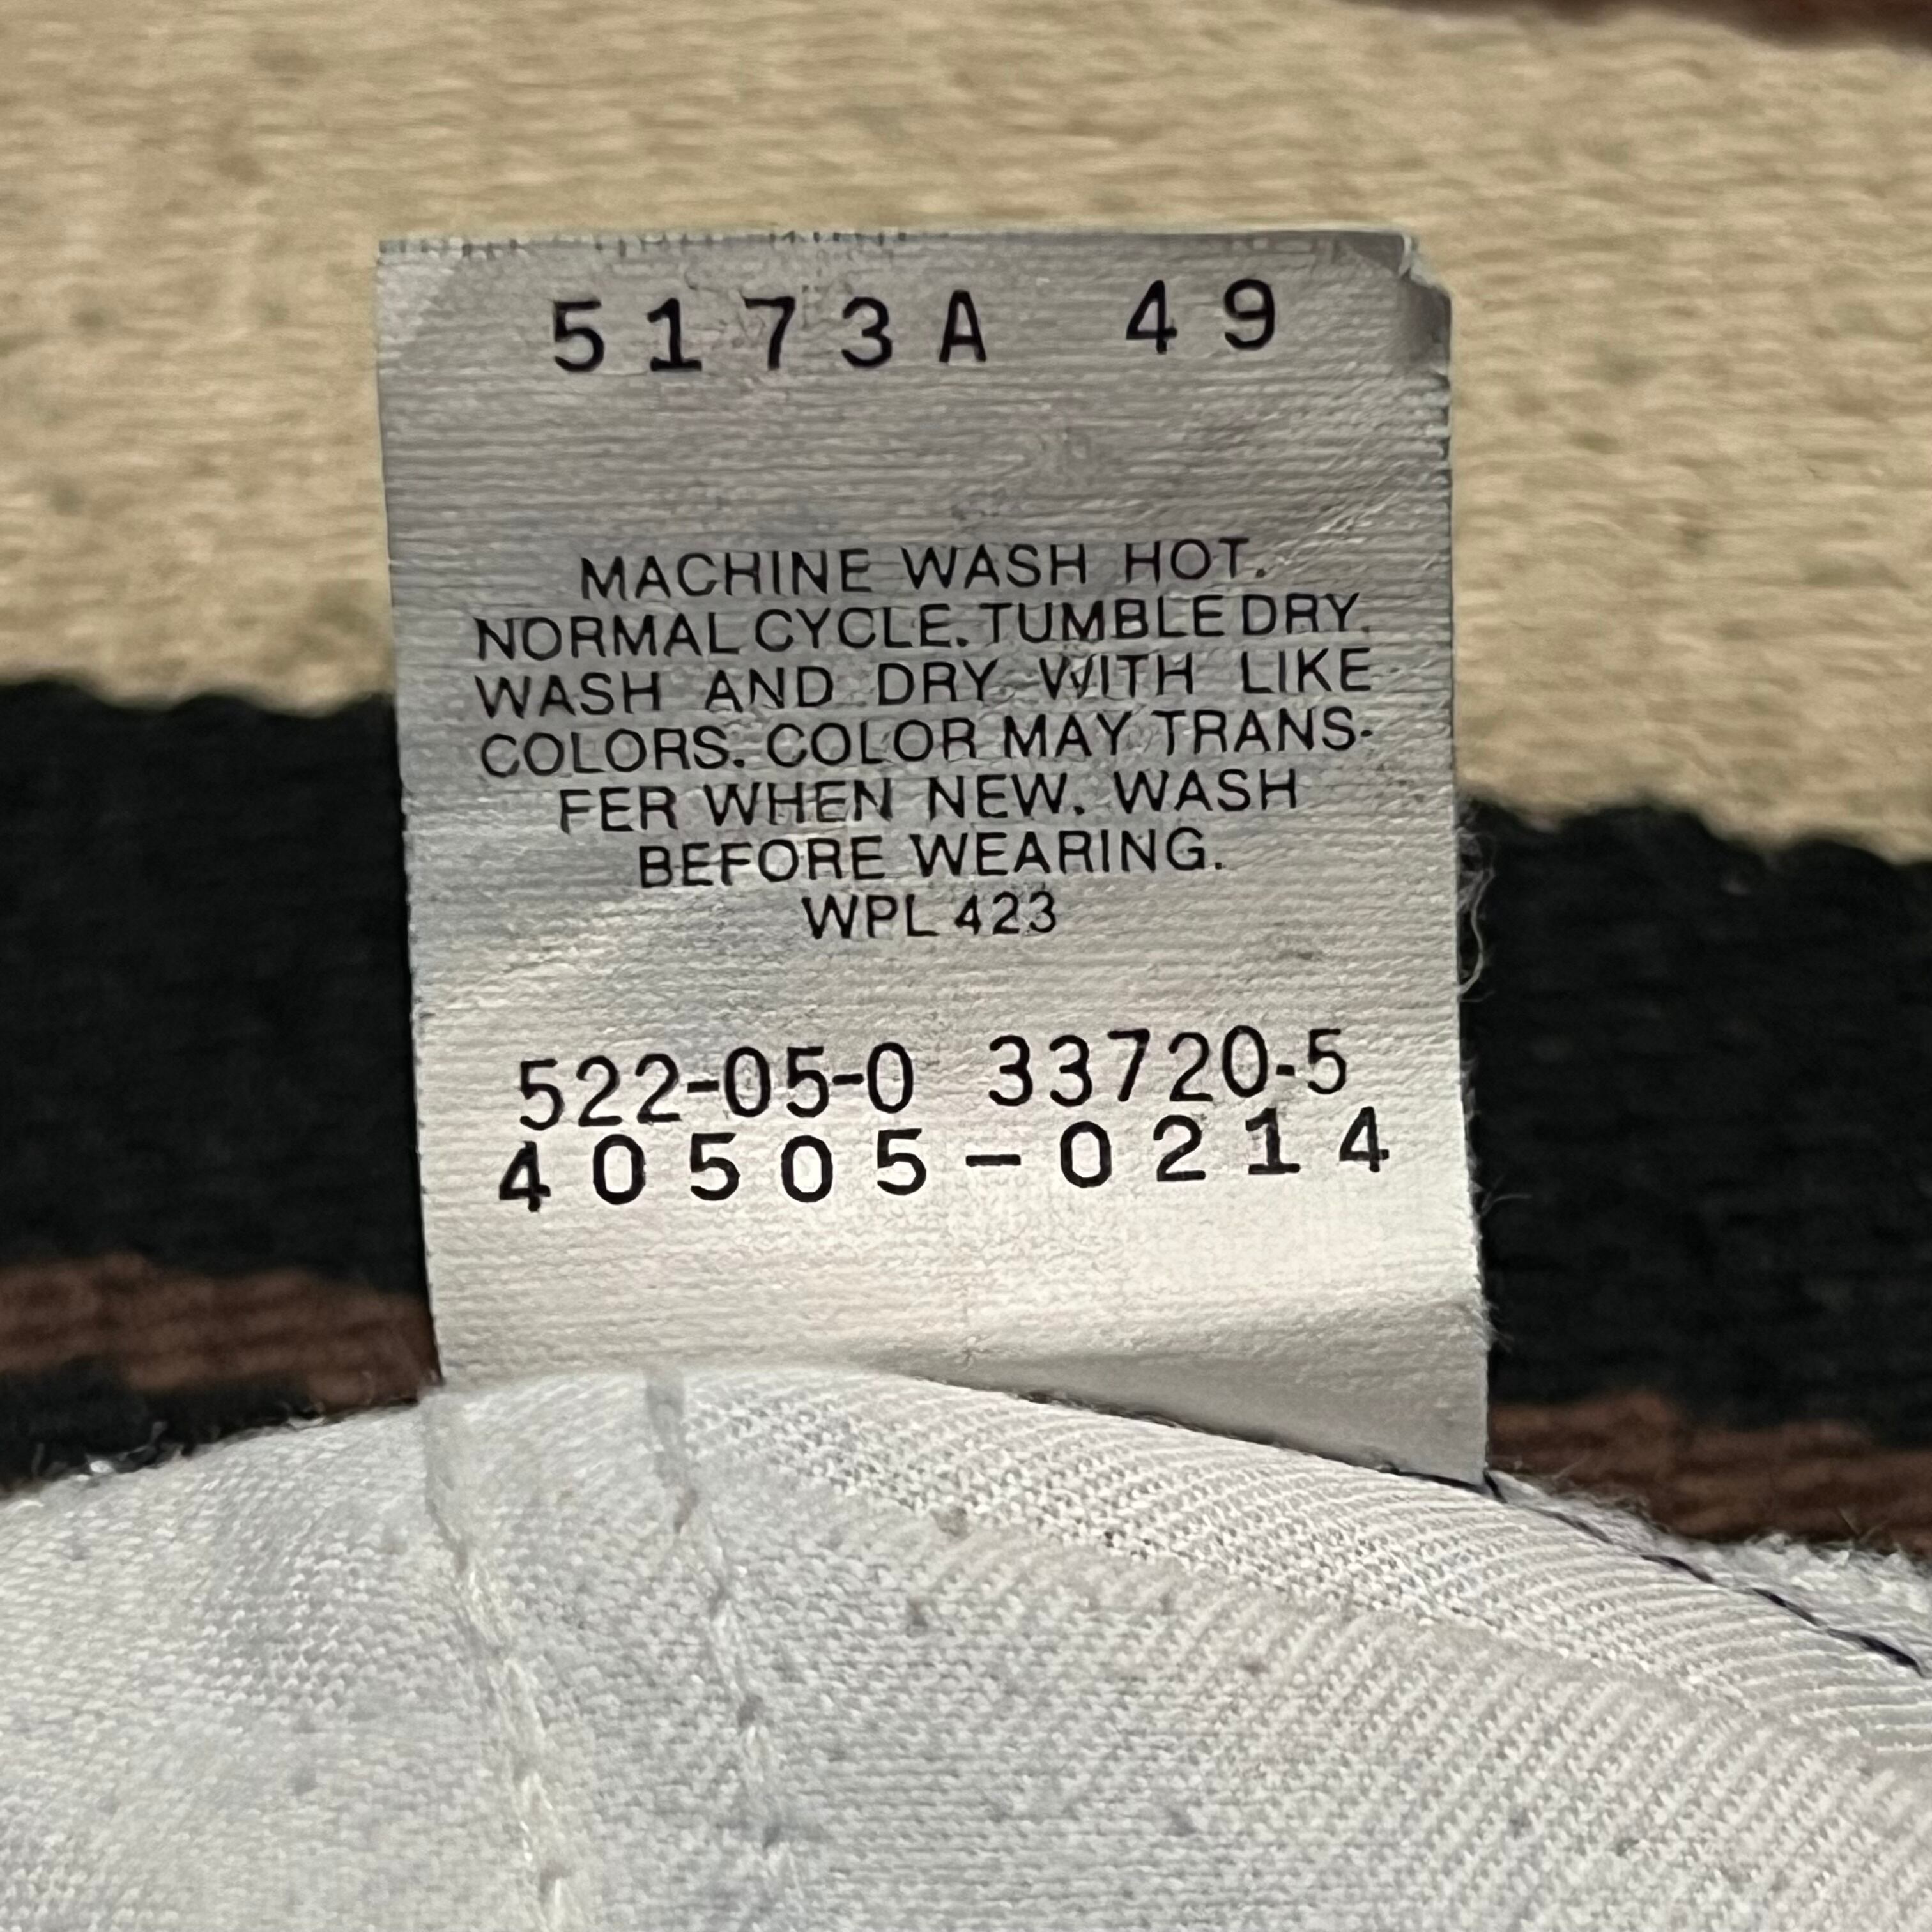 5173A 49
MACHINE WASH HOT.
NORMAL CYCLE. TUMBLE DRY.
WASH AND DRY WITH LIKE
COLORS. COLOR MAY TRANS-
FER WHEN NEW. WASH
BEFORE WEARING.
WPL 423
522-05-0 33720-5
40505-0214